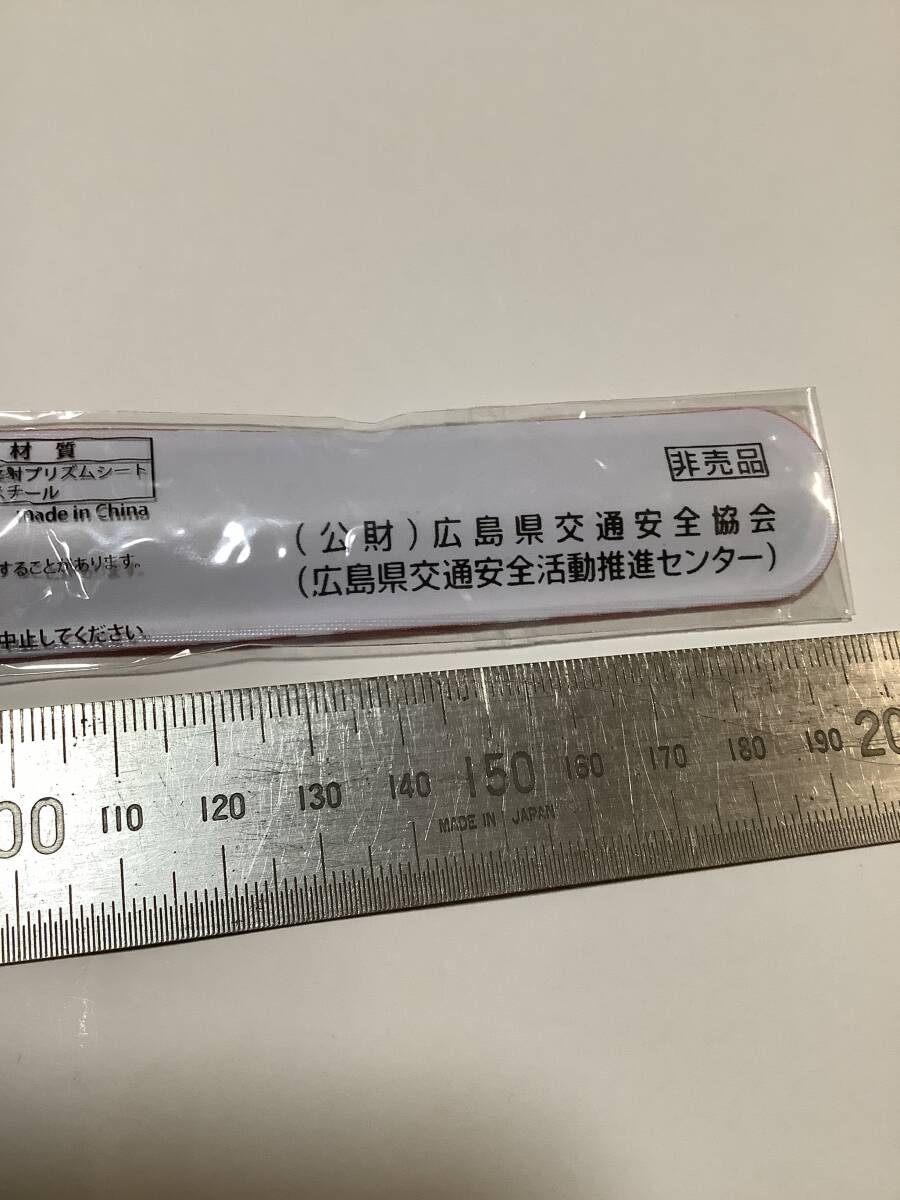 材質
射プリズムシート
チール
made in China
することがあります。
中止してください
非売品
(公財)広島県交通安全協会
(広島県交通安全活動推進センター)
00 110 120 130 140 150 160 170 180 190 20
MADE IN JAPAN